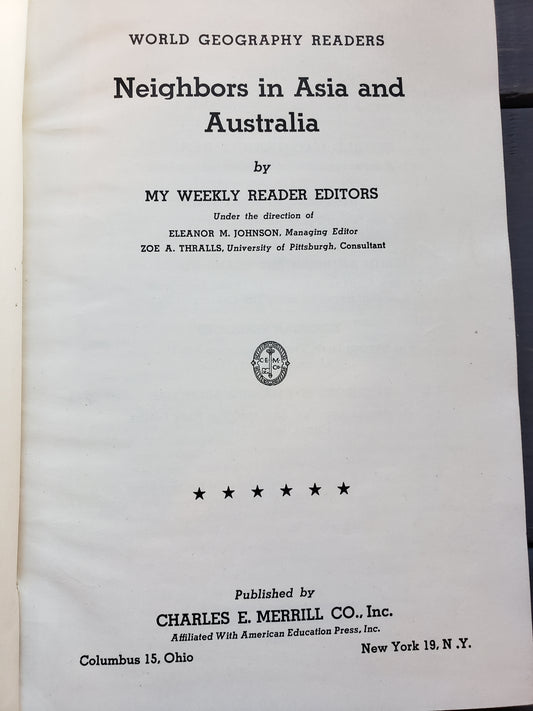 WORLD GEOGRAPHY READERS
Neighbors in Asia and
Australia
by
MY WEEKLY READER EDITORS
Under the direction of
ELEANOR M. JOHNSON, Managing Editor
ZOE A. THRALLS, University of Pittsburgh, Consultant
C E M
Co
★ ★ ★ ★ ★ ★
Published by
CHARLES E. MERRILL CO., Inc.
Affiliated With American Education Press, Inc.
Columbus 15, Ohio
New York 19, N .Y.